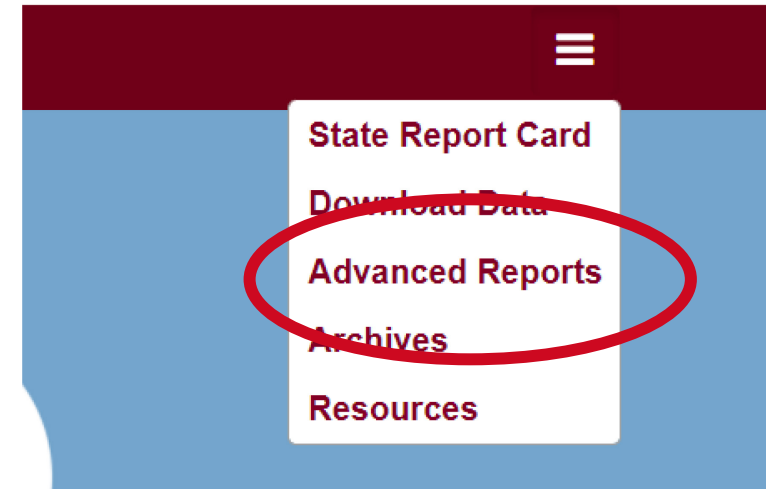 State Report Card
Download Data
Advanced Reports
Archives
Resources